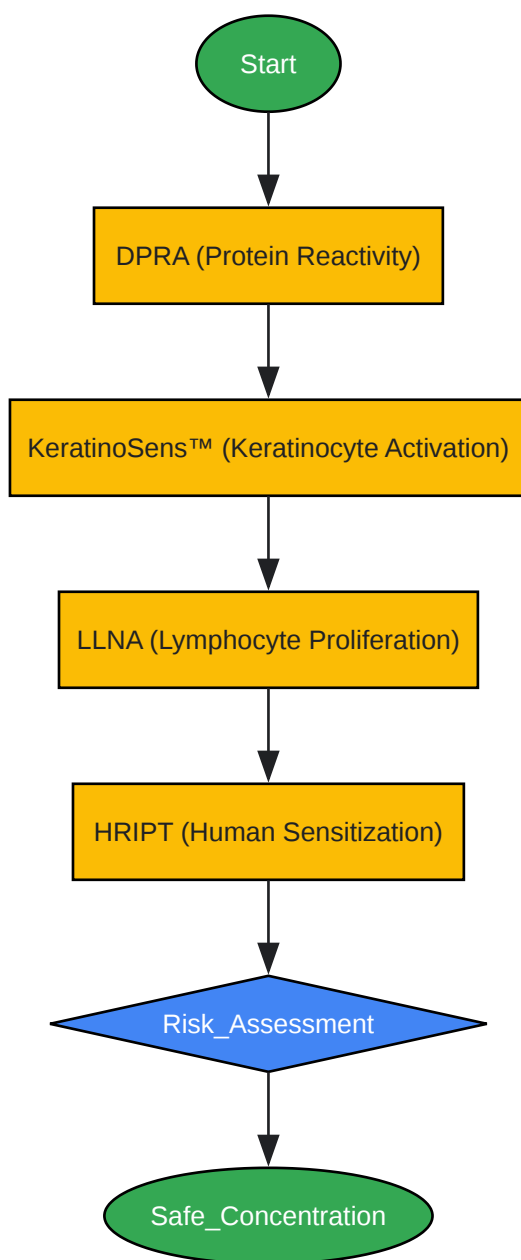 Start
DPRA (Protein Reactivity)
KeratinoSens™ (Keratinocyte Activation)
LLNA (Lymphocyte Proliferation)
HRIPT (Human Sensitization)
Risk_Assessment
Safe_Concentration